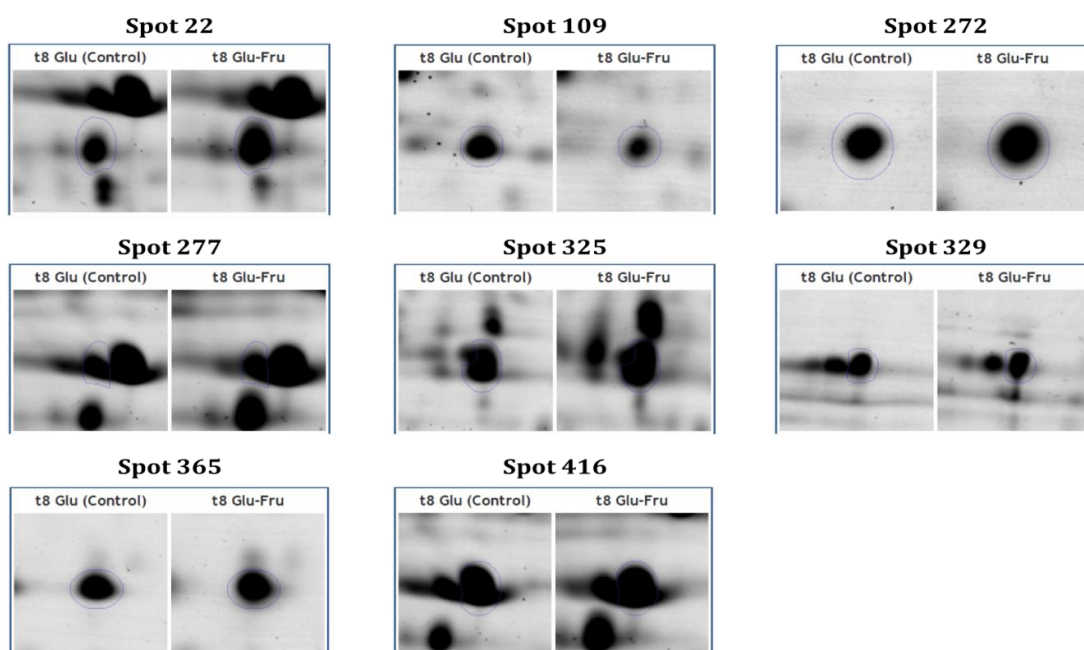 Spot 22
t8 Glu (Control) t8 Glu-Fru
Spot 109
t8 Glu (Control) t8 Glu-Fru
Spot 272
t8 Glu (Control) t8 Glu-Fru
Spot 277
t8 Glu (Control) t8 Glu-Fru
Spot 325
t8 Glu (Control) t8 Glu-Fru
Spot 329
t8 Glu (Control) t8 Glu-Fru
Spot 365
t8 Glu (Control) t8 Glu-Fru
Spot 416
t8 Glu (Control) t8 Glu-Fru